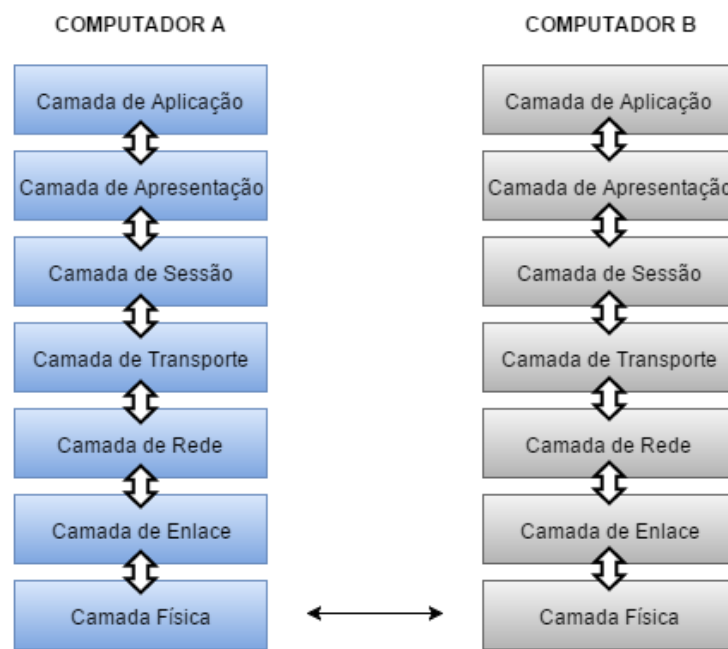 COMPUTADOR A
Camada de Aplicação
Camada de Apresentação
Camada de Sessão
Camada de Transporte
Camada de Rede
Camada de Enlace
Camada Física
COMPUTADOR B
Camada de Aplicação
Camada de Apresentação
Camada de Sessão
Camada de Transporte
Camada de Rede
Camada de Enlace
Camada Física